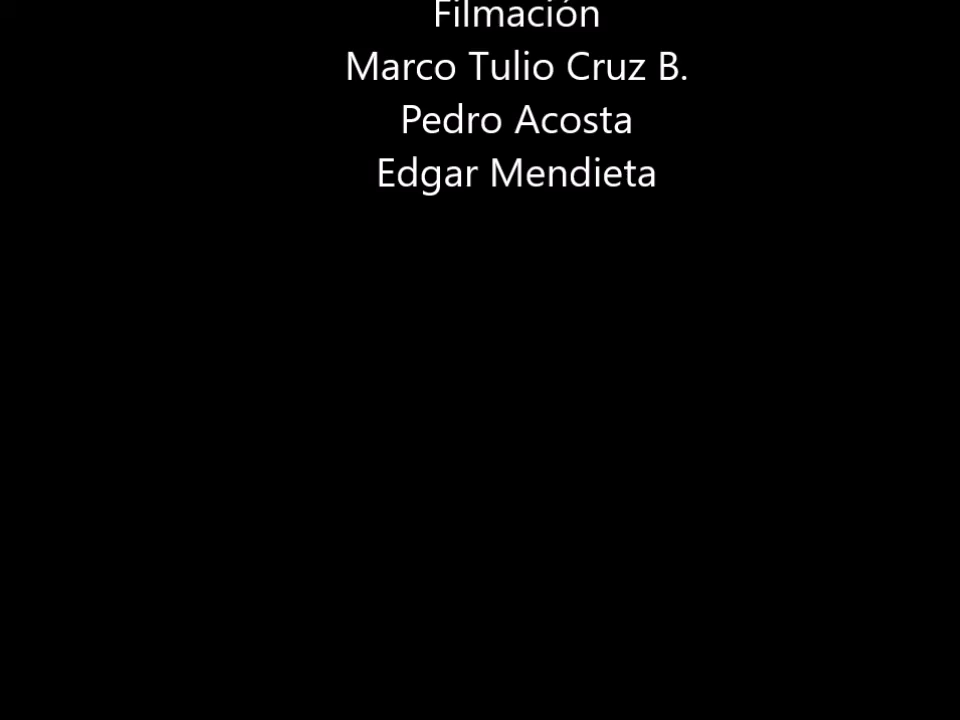 Filmación
Marco Tulio Cruz B.
Pedro Acosta
Edgar Mendieta